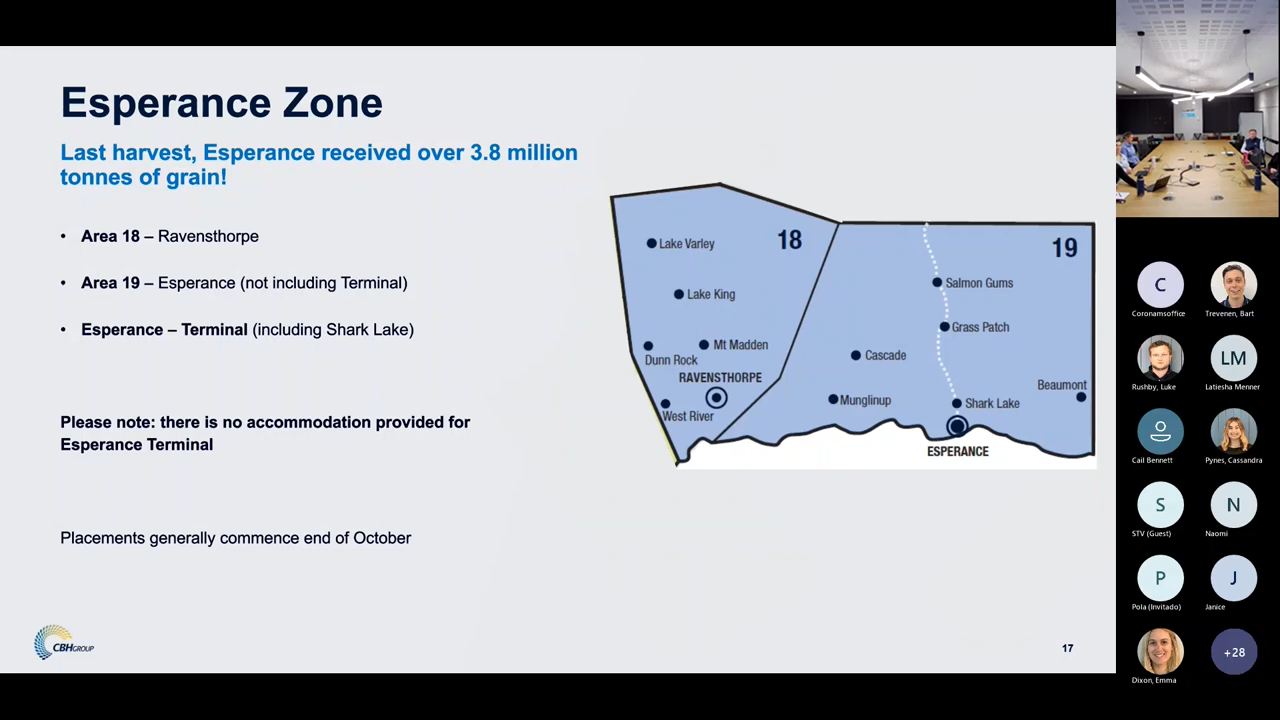 Esperance Zone
Last harvest, Esperance received over 3.8 million
tonnes of grain!
• Area 18 – Ravensthorpe
• Area 19 – Esperance (not including Terminal)
• Esperance – Terminal (including Shark Lake)
Please note: there is no accommodation provided for
Esperance Terminal
Placements generally commence end of October
CBHGROUP
17
18
19
Lake Varley
Lake King
Dunn Rock
Mt Madden
RAVENSTHORPE
West River
Salmon Gums
Grass Patch
Cascade
Munglinup
Shark Lake
Beaumont
ESPERANCE
C
Coronamsoffice
Trevenen, Bart
Rushby, Luke
LM
Latiesha Menner
Cail Bennett
Pynes, Cassandra
S
STV (Guest)
N
Naomi
P
Pola (Invitado)
J
Janice
Dixon, Emma
+28